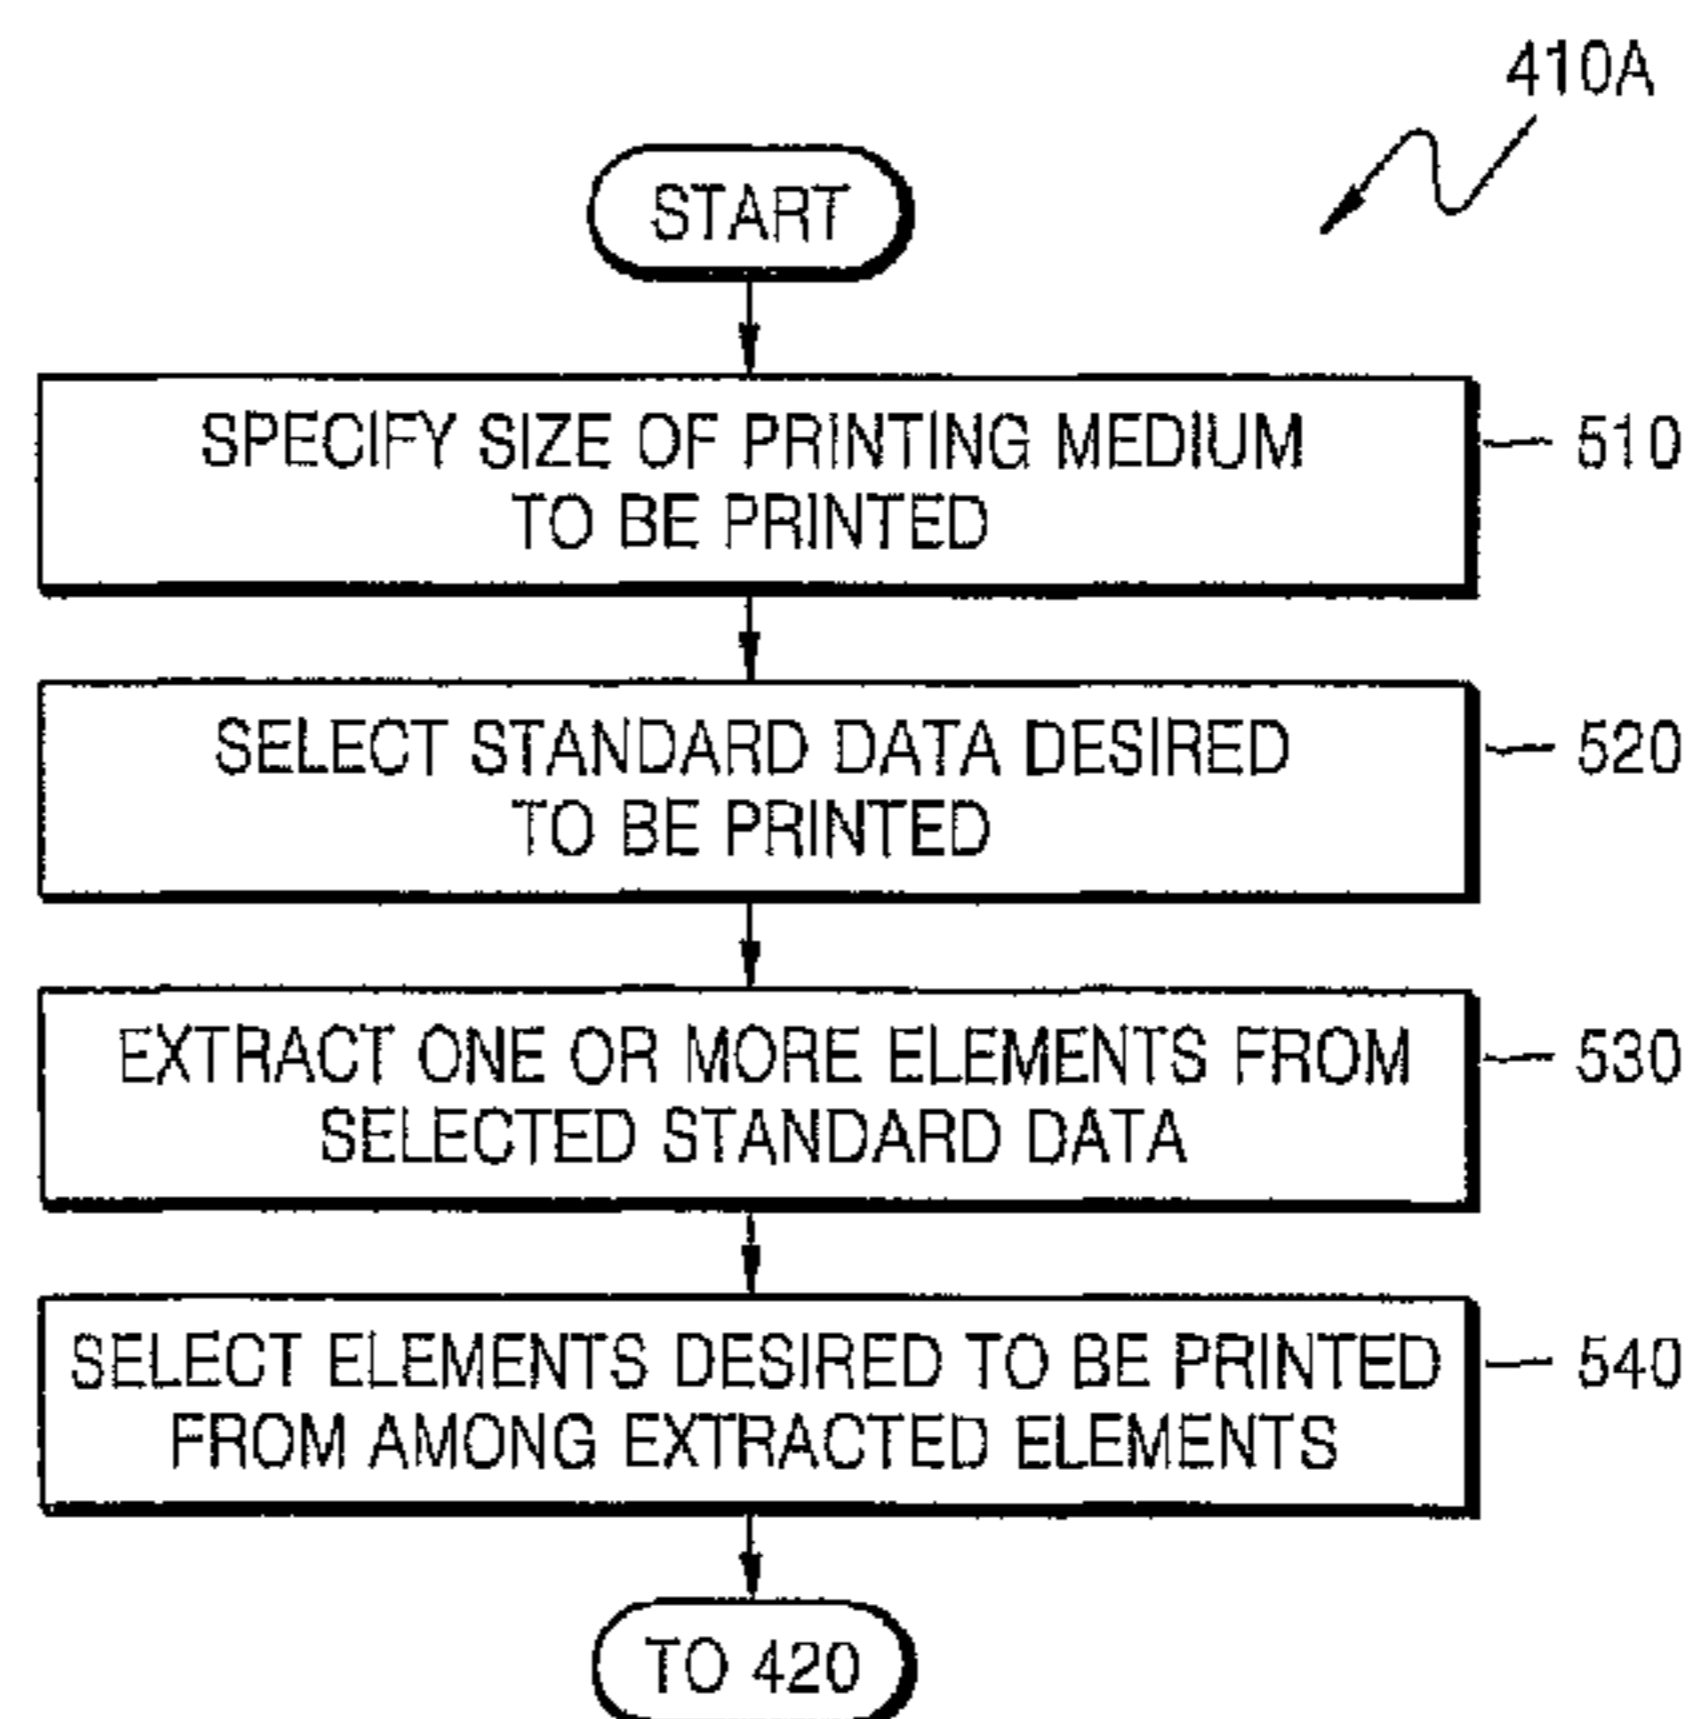 410A
START
SPECIFY SIZE OF PRINTING MEDIUM
TO BE PRINTED
510
SELECT STANDARD DATA DESIRED
TO BE PRINTED
520
EXTRACT ONE OR MORE ELEMENTS FROM
SELECTED STANDARD DATA
530
SELECT ELEMENTS DESIRED TO BE PRINTED
FROM AMONG EXTRACTED ELEMENTS
540
TO 420